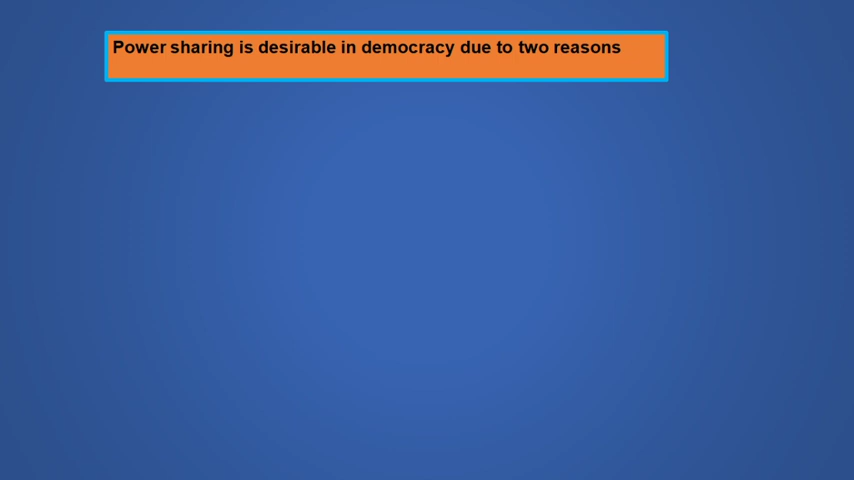 Power sharing is desirable in democracy due to two reasons